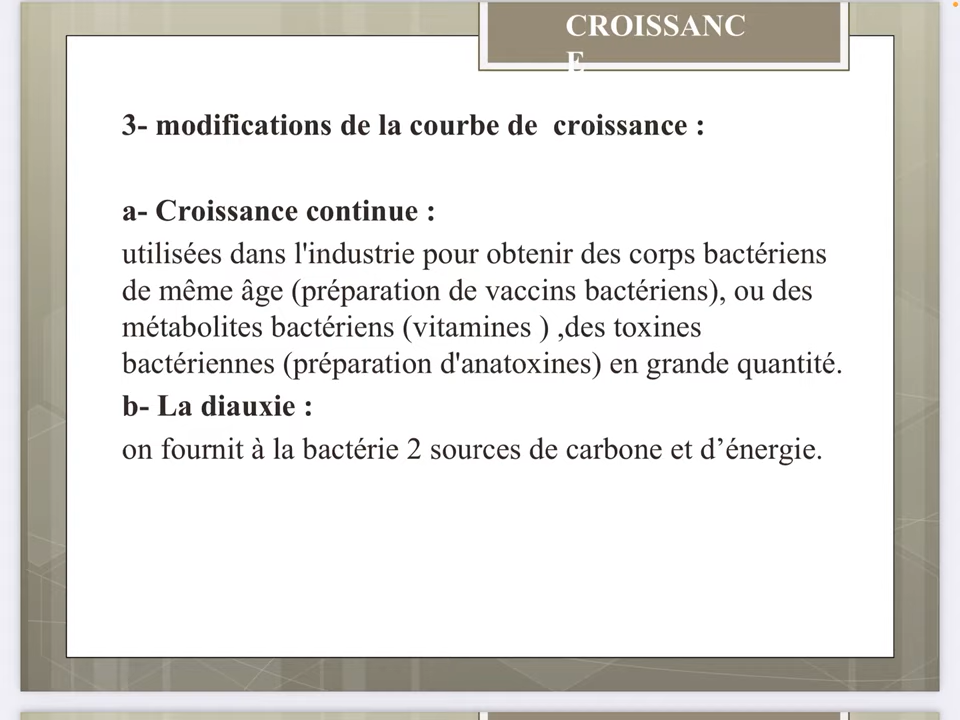 CROISSANC
E
3- modifications de la courbe de  croissance :
a- Croissance continue :
utilisées dans l'industrie pour obtenir des corps bactériens
de même âge (préparation de vaccins bactériens), ou des
métabolites bactériens (vitamines ) ,des toxines
bactériennes (préparation d'anatoxines) en grande quantité.
b- La diauxie :
on fournit à la bactérie 2 sources de carbone et d’énergie.